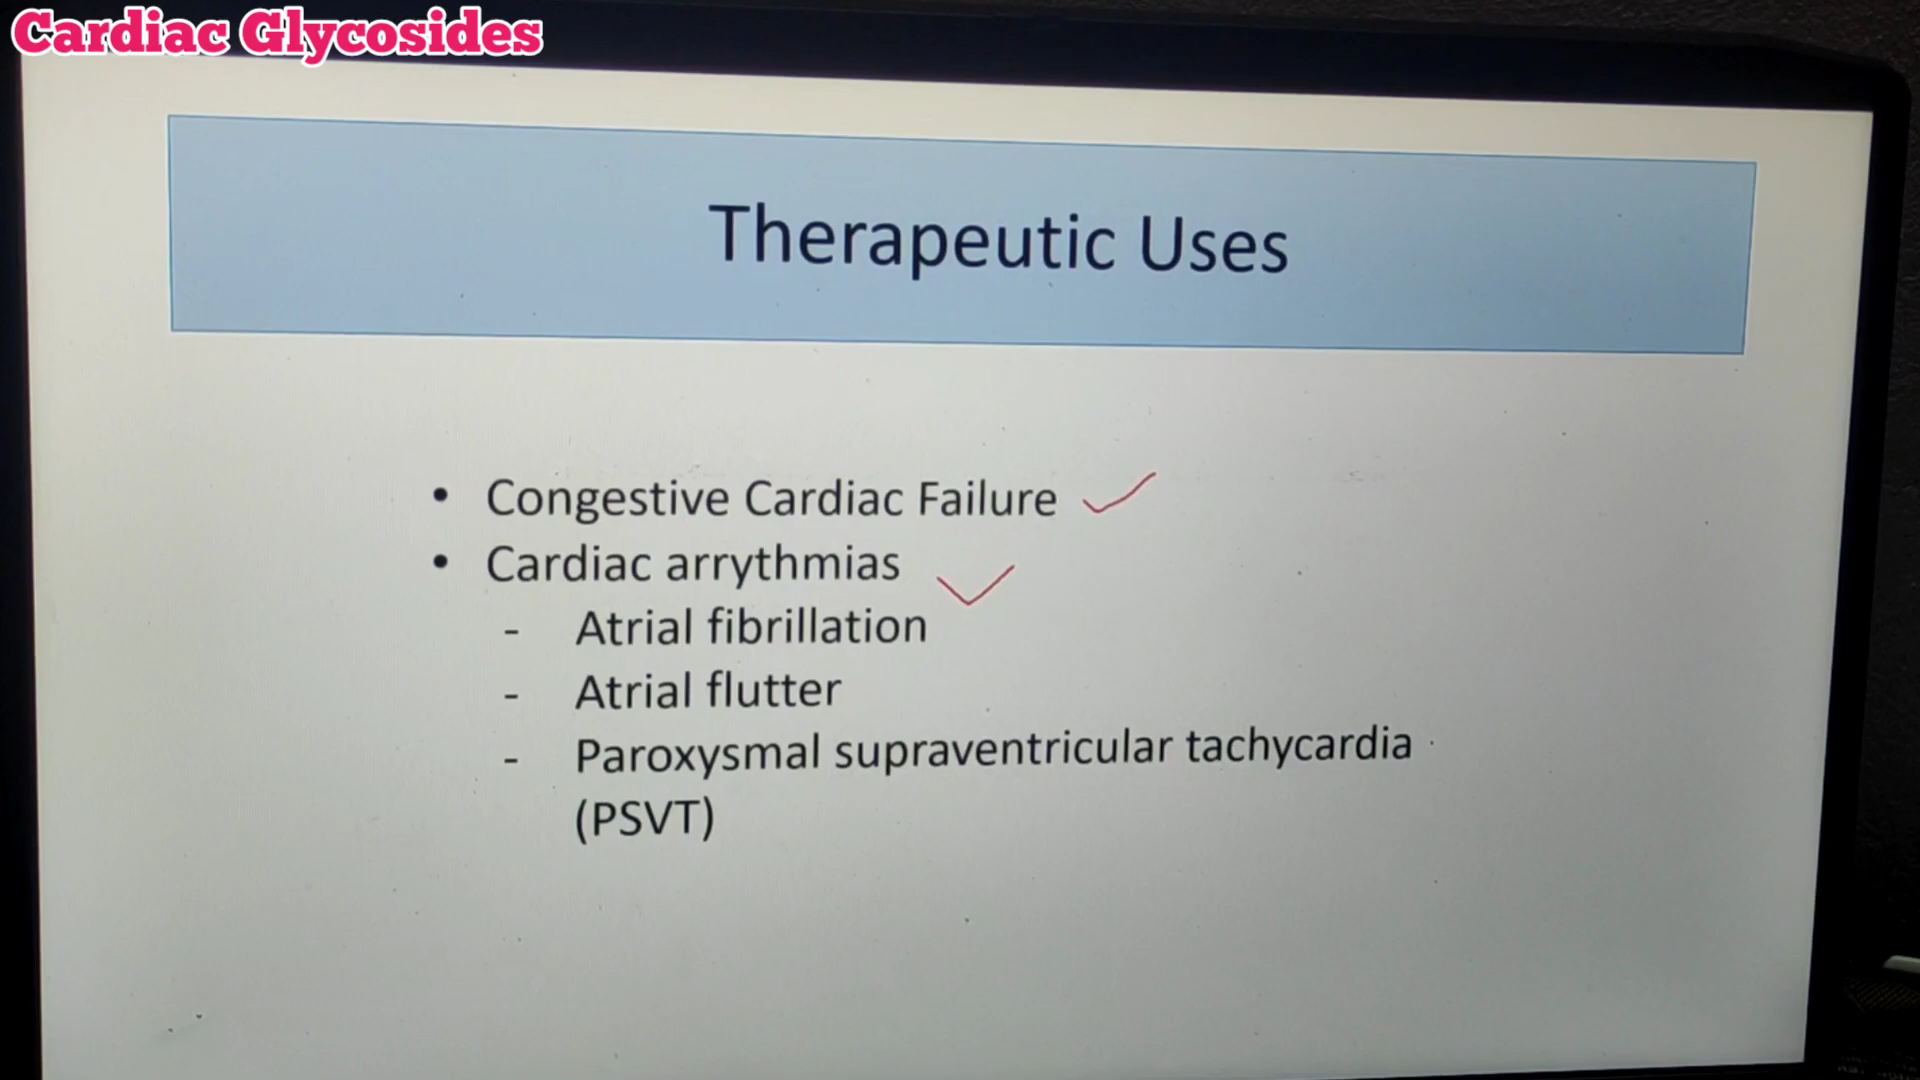 Cardiac Glycosides
Therapeutic Uses
• Congestive Cardiac Failure
• Cardiac arrythmias
- Atrial fibrillation
- Atrial flutter
- Paroxysmal supraventricular tachycardia
(PSVT)